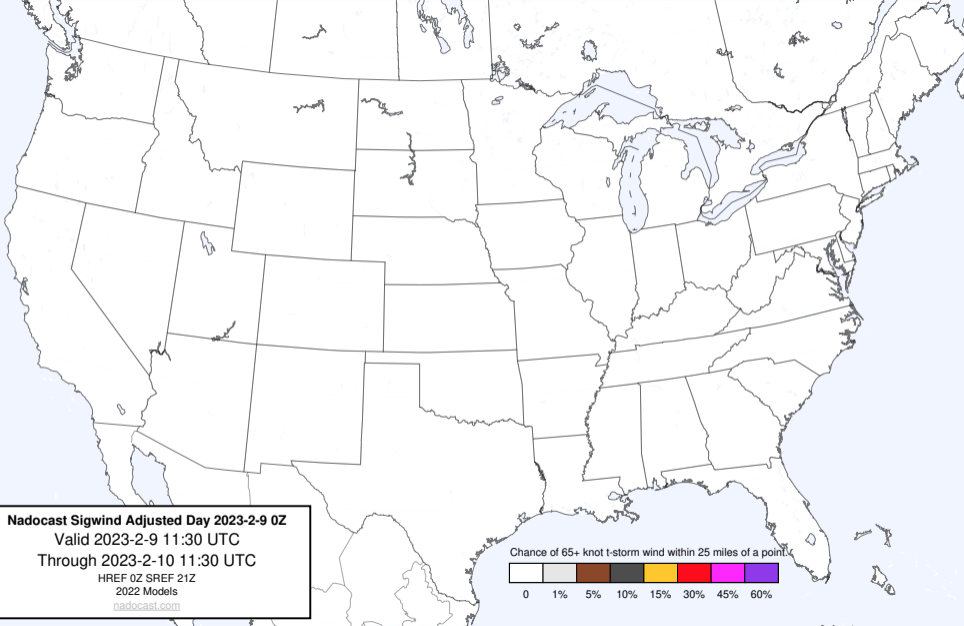 Nadocast Sigwind Adjusted Day 2023-2-9 0Z
Valid 2023-2-9 11:30 UTC
Through 2023-2-10 11:30 UTC
HREF 0Z SREF 21Z
2022 Models
nadocast.com
Chance of 65+ knot t-storm wind within 25 miles of a point.
0 1% 5% 10% 15% 30% 45% 60%